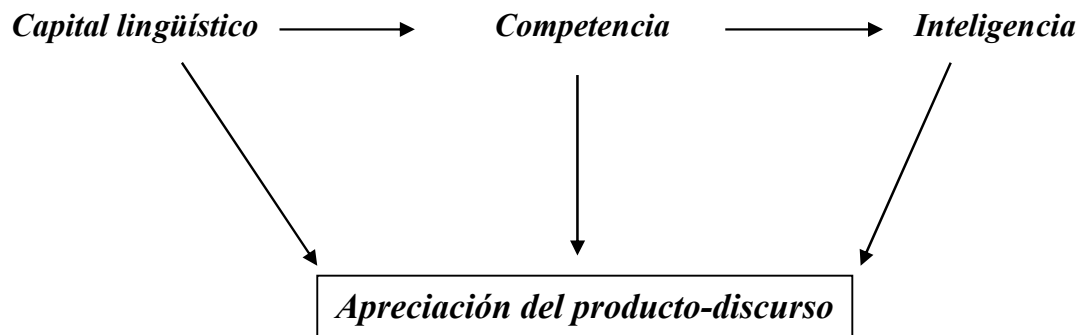 Capital lingüístico Competencia Inteligencia
Apreciación del producto-discurso